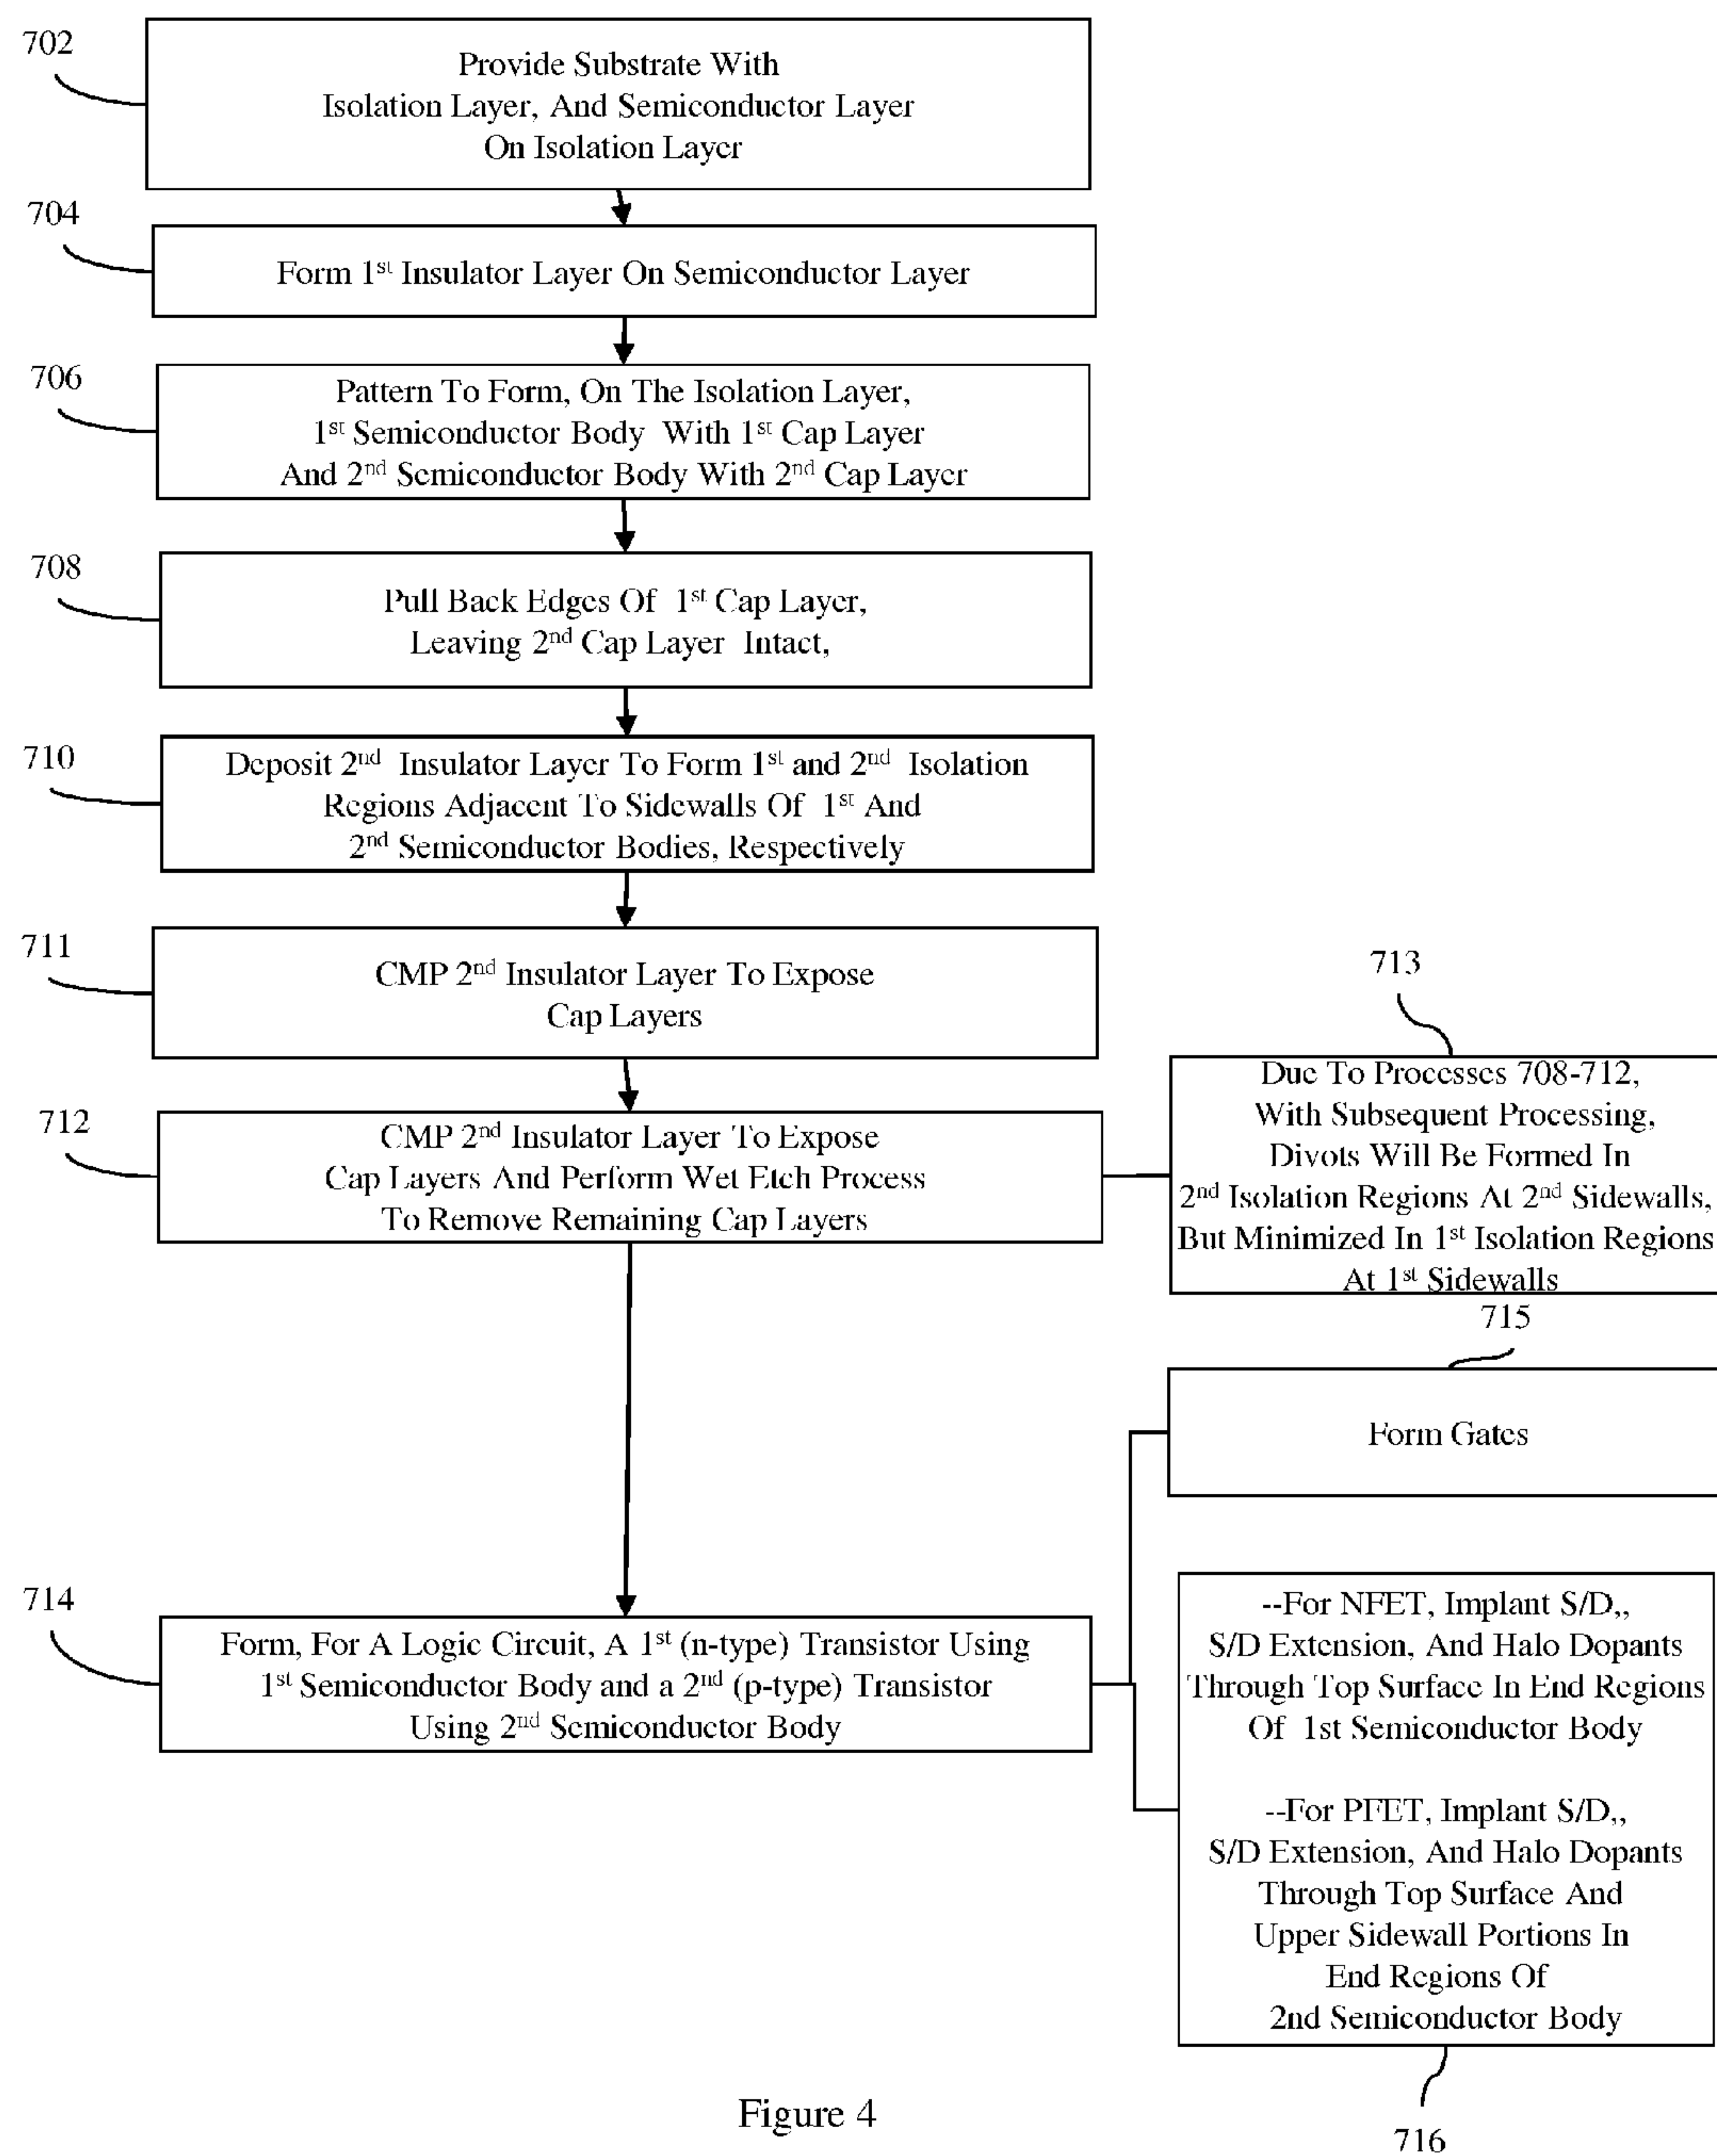 702
Provide Substrate With
Isolation Layer, And Semiconductor Layer
On Isolation Layer
704
Form 1st Insulator Layer On Semiconductor Layer
706
Pattern To Form, On The Isolation Layer,
1st Semiconductor Body With 1st Cap Layer
And 2nd Semiconductor Body With 2nd Cap Layer
708
Pull Back Edges Of 1st Cap Layer,
Leaving 2nd Cap Layer Intact,
710
Deposit 2nd Insulator Layer To Form 1st and 2nd Isolation
Regions Adjacent To Sidewalls Of 1st And
2nd Semiconductor Bodies, Respectively
711
CMP 2nd Insulator Layer To Expose
Cap Layers
712
CMP 2nd Insulator Layer To Expose
Cap Layers And Perform Wet Etch Process
To Remove Remaining Cap Layers
713
Due To Processes 708-712,
With Subsequent Processing,
Divots Will Be Formed In
2nd Isolation Regions At 2nd Sidewalls,
But Minimized In 1st Isolation Regions
At 1st Sidewalls
715
Form Gates
714
Form, For A Logic Circuit, A 1st (n-type) Transistor Using
1st Semiconductor Body and a 2nd (p-type) Transistor
Using 2nd Semiconductor Body
--For NFET, Implant S/D,,
S/D Extension, And Halo Dopants
Through Top Surface In End Regions
Of 1st Semiconductor Body
--For PFET, Implant S/D,,
S/D Extension, And Halo Dopants
Through Top Surface And
Upper Sidewall Portions In
End Regions Of
2nd Semiconductor Body
716
Figure 4